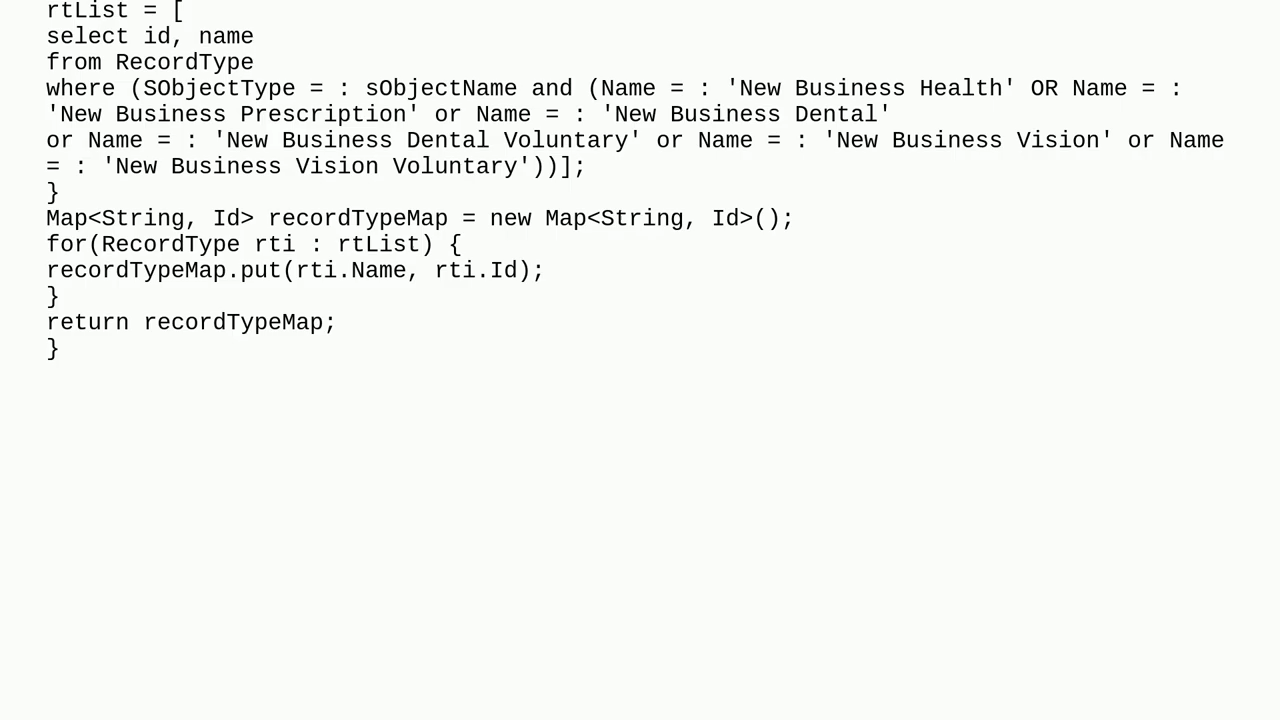 rtList = [
select id, name
from RecordType
where (SObjectType = : sObjectName and (Name = : 'New Business Health' OR Name = :
'New Business Prescription' or Name = : 'New Business Dental'
or Name = : 'New Business Dental Voluntary' or Name = : 'New Business Vision' or Name
= : 'New Business Vision Voluntary'))];
}
Map<String, Id> recordTypeMap = new Map<String, Id>();
for(RecordType rti : rtList) {
recordTypeMap.put(rti.Name, rti.Id);
}
return recordTypeMap;
}